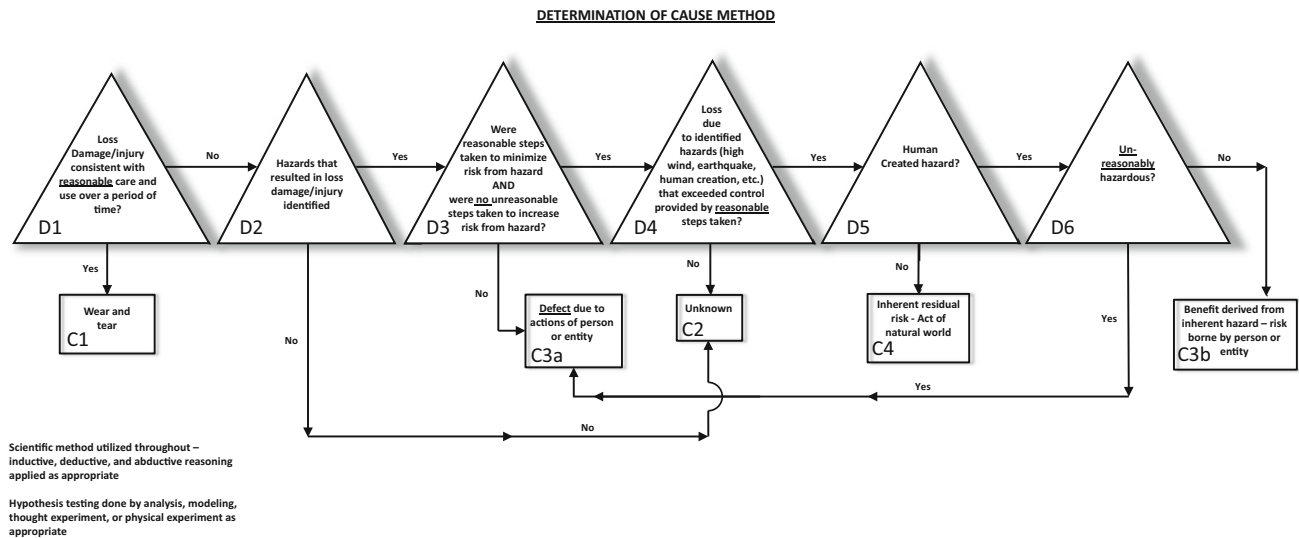 DETERMINATION OF CAUSE METHOD
Loss
Damage/injury
consistent with
reasonable care and
use over a period of
time?
D1
No
Hazards that
resulted in loss
damage/injury
identified
D2
Yes
Were
reasonable steps
taken to minimize
risk from hazard
AND
were no unreasonable
steps taken to increase
risk from hazard?
D3
Yes
Loss
due
to identified
hazards (high
wind, earthquake,
human creation, etc.)
that exceeded control
provided by reasonable
steps taken?
D4
Yes
Human
Created hazard?
D5
Yes
Un-
reasonably
hazardous?
D6
No
Yes
Wear and
tear
C1
No
No
Defect due to
actions of person
or entity
C3a
No
Unknown
C2
No
Inherent residual
risk - Act of
natural world
C4
Yes
Benefit derived from
inherent hazard – risk
borne by person or
entity
C3b
Yes
No
Scientific method utilized throughout –
inductive, deductive, and abductive reasoning
applied as appropriate
Hypothesis testing done by analysis, modeling,
thought experiment, or physical experiment as
appropriate